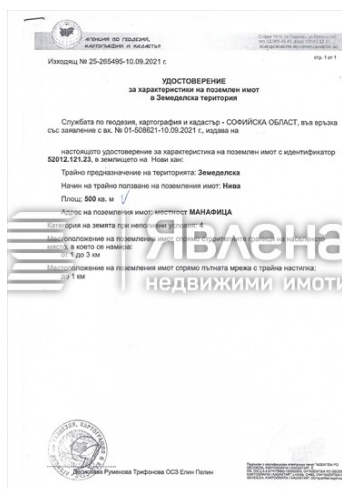 АГЕНЦИЯ ПО ГЕОДЕЗИЯ,
КАРТОГРАФИЯ И КАДАСТЪР
стр. 1 от 1
Изходящ № 25-265495-10.09.2021 г.
УДОСТОВЕРЕНИЕ
за характеристики на поземлен имот
в Земеделска територия
Службата по геодезия, картография и кадастър - СОФИЙСКА ОБЛАСТ, във връзка
със заявление с вх. № 01-508621-10.09.2021 г., издава на
настоящото удостоверение за характеристика на поземлен имот с идентификатор
52012.121.23, в землището на Нови хан:
Трайно предназначение на територията: Земеделска
Начин на трайно ползване на поземления имот: Нива
Площ: 500 кв. м
Адрес на поземления имот: местност МАНАФИЦА
Категория на земята при неполивни условия: 4
Местоположение на поземления имот спрямо строителната граница на населеното
място, в което се намира:
от 1 до 3 км
Местоположение на поземления имот спрямо пътната мрежа с трайна настилка:
до 1 км
ЯВЛЕНА
НЕДВИЖИМИ ИМОТИ
Десислава Руменова Трифонова ОСЗ Елин Пелин